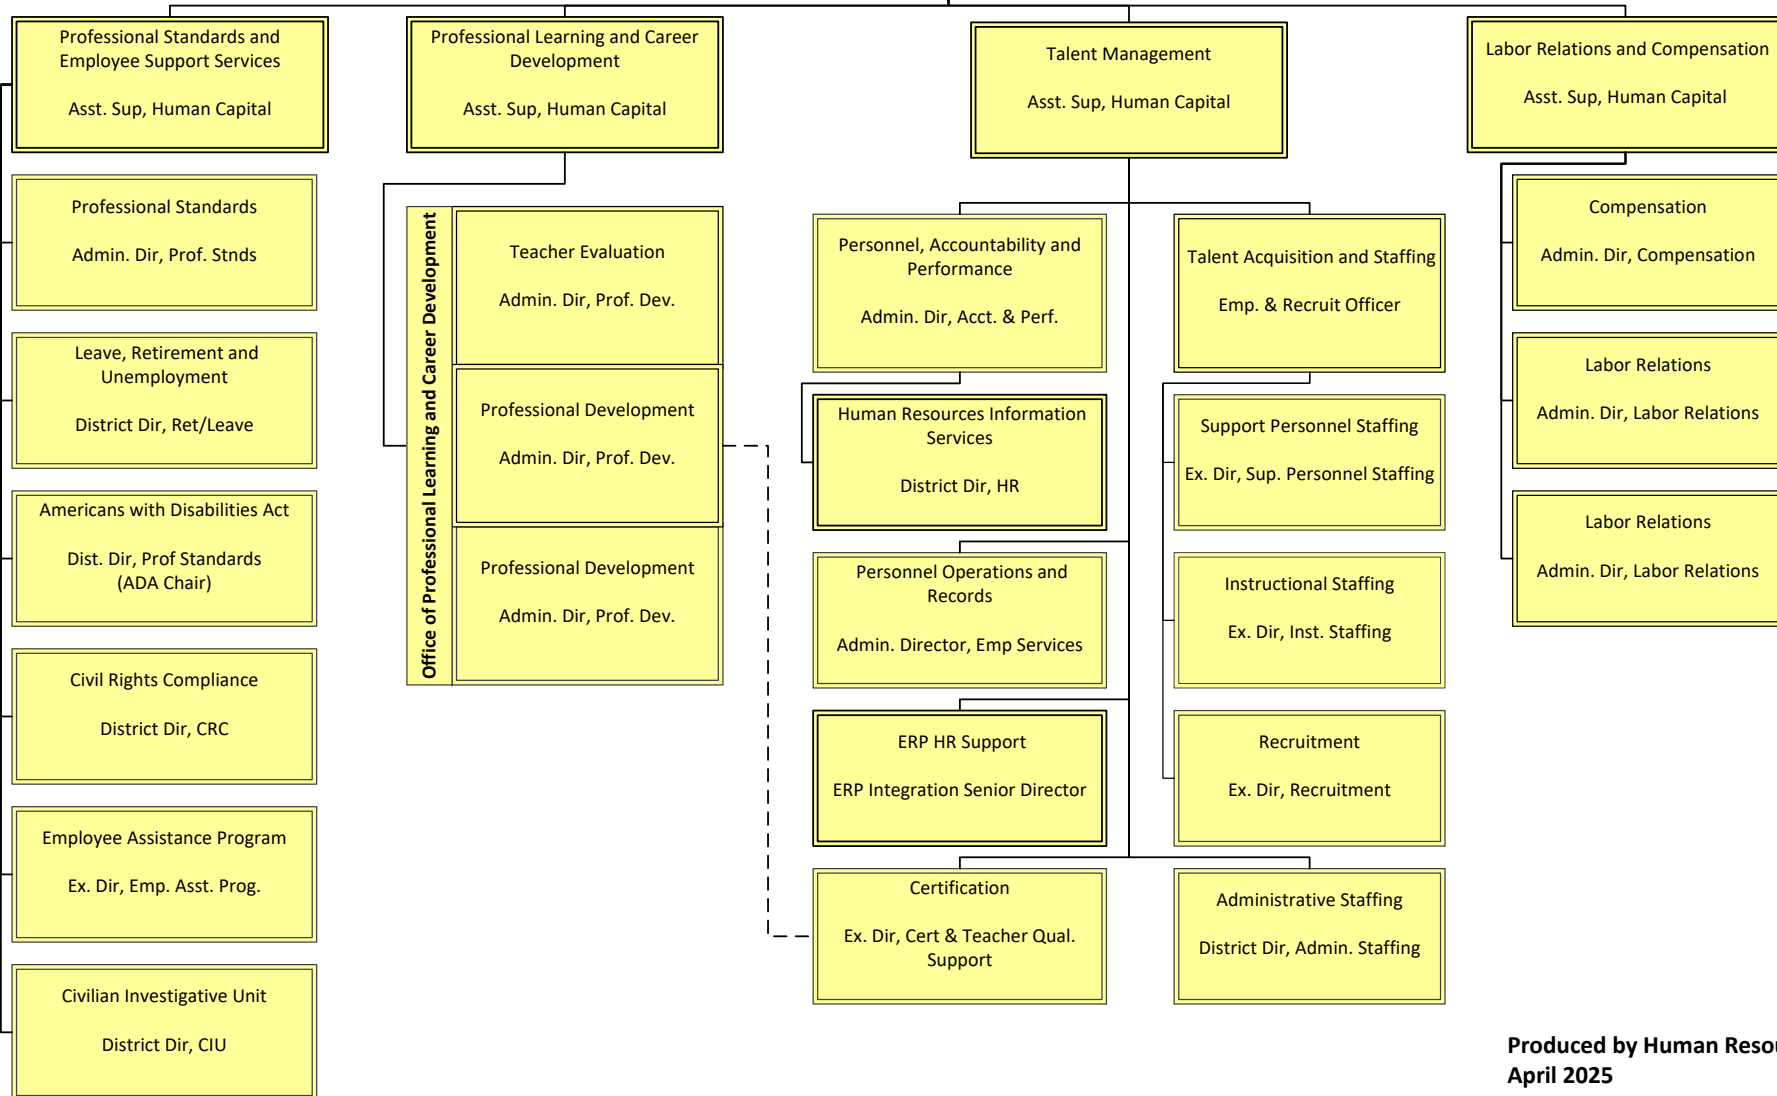 Professional Standards and
Employee Support Services
Asst. Sup, Human Capital
Professional Learning and Career
Development
Asst. Sup, Human Capital
Talent Management
Asst. Sup, Human Capital
Labor Relations and Compensation
Asst. Sup, Human Capital
Professional Standards
Admin. Dir, Prof. Stnds
Leave, Retirement and
Unemployment
District Dir, Ret/Leave
Americans with Disabilities Act
Dist. Dir, Prof Standards
(ADA Chair)
Civil Rights Compliance
District Dir, CRC
Employee Assistance Program
Ex. Dir, Emp. Asst. Prog.
Civilian Investigative Unit
District Dir, CIU
Office of Professional Learning and Career Development
Teacher Evaluation
Admin. Dir, Prof. Dev.
Professional Development
Admin. Dir, Prof. Dev.
Professional Development
Admin. Dir, Prof. Dev.
Personnel, Accountability and
Performance
Admin. Dir, Acct. & Perf.
Human Resources Information
Services
District Dir, HR
Personnel Operations and
Records
Admin. Director, Emp Services
ERP HR Support
ERP Integration Senior Director
Certification
Ex. Dir, Cert & Teacher Qual.
Support
Talent Acquisition and Staffing
Emp. & Recruit Officer
Support Personnel Staffing
Ex. Dir, Sup. Personnel Staffing
Instructional Staffing
Ex. Dir, Inst. Staffing
Recruitment
Ex. Dir, Recruitment
Administrative Staffing
District Dir, Admin. Staffing
Compensation
Admin. Dir, Compensation
Labor Relations
Admin. Dir, Labor Relations
Labor Relations
Admin. Dir, Labor Relations
Produced by Human
April 2025